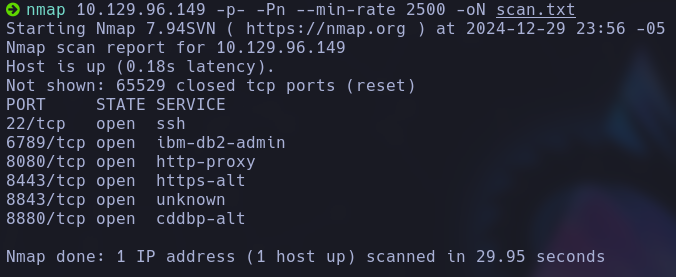 nmap 10.129.96.149 -p- -Pn --min-rate 2500 -oN scan.txt
Starting Nmap 7.94SVN ( https://nmap.org ) at 2024-12-29 23:56 -05
Nmap scan report for 10.129.96.149
Host is up (0.18s latency).
Not shown: 65529 closed tcp ports (reset)
PORT     STATE SERVICE
22/tcp   open  ssh
6789/tcp open  ibm-db2-admin
8080/tcp open  http-proxy
8443/tcp open  https-alt
8843/tcp open  unknown
8880/tcp open  cddbp-alt
Nmap done: 1 IP address (1 host up) scanned in 29.95 seconds